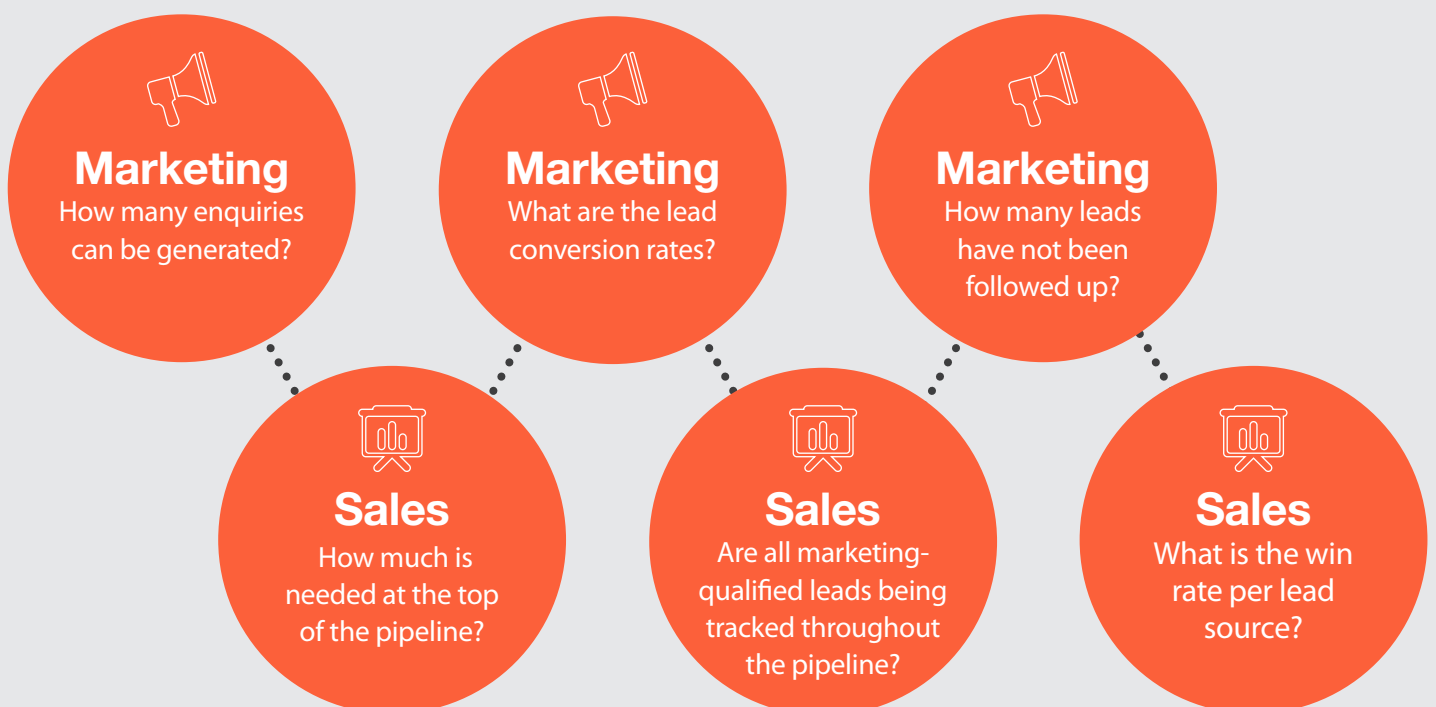 Marketing
How many enquiries
can be generated?
Marketing
What are the lead
conversion rates?
Marketing
How many leads
have not been
followed up?
Sales
How much is
needed at the top
of the pipeline?
Sales
Are all marketing-
qualified leads being
tracked throughout
the pipeline?
Sales
What is the win
rate per lead
source?